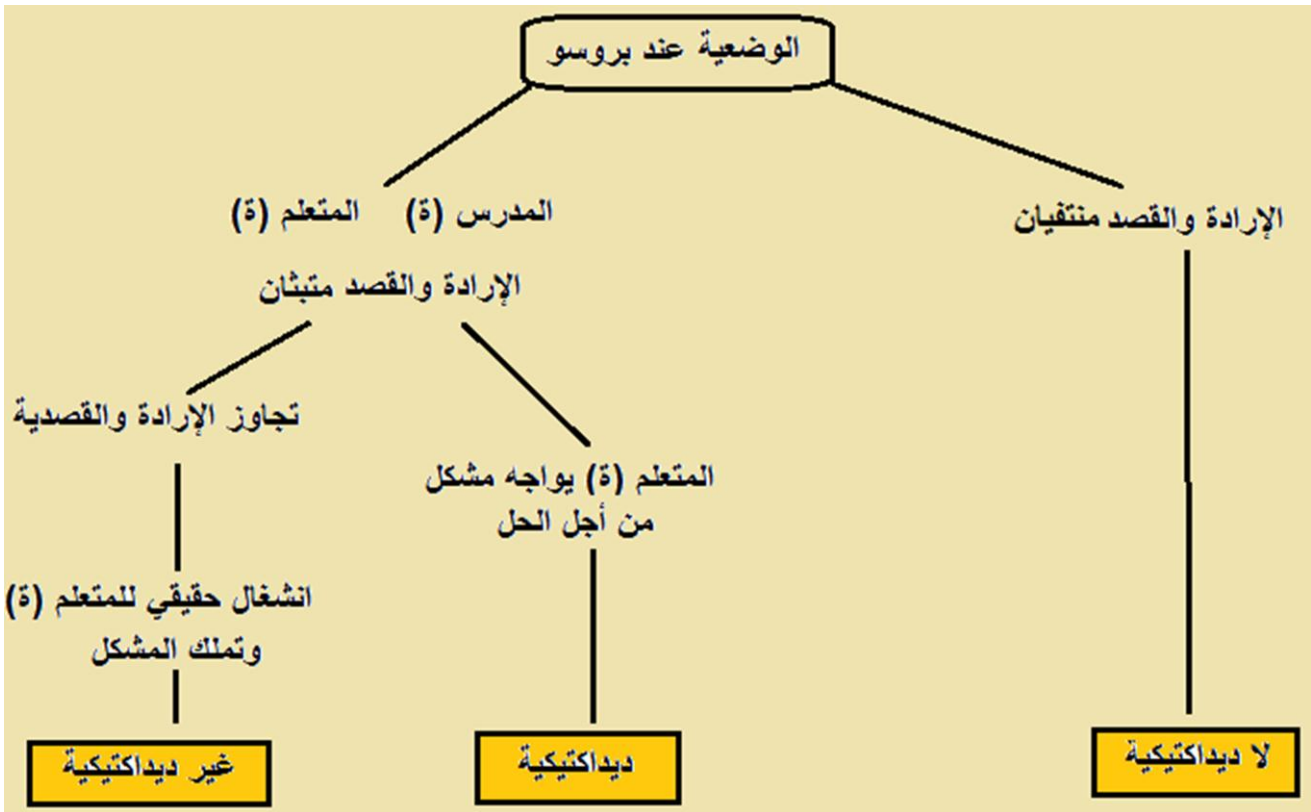 الوضعية عند بروسو
الإرادة والقصد منتفيان
المدرس (ة) المتعلم (ة)
الإرادة والقصد متبثان
المتعلم (ة) يواجه مشكل
من أجل الحل
تجاوز الإرادة والقصدية
انشغال حقيقي للمتعلم (ة)
وتملك المشكل
لا ديداكتيكية
ديداكتيكية
غير ديداكتيكية